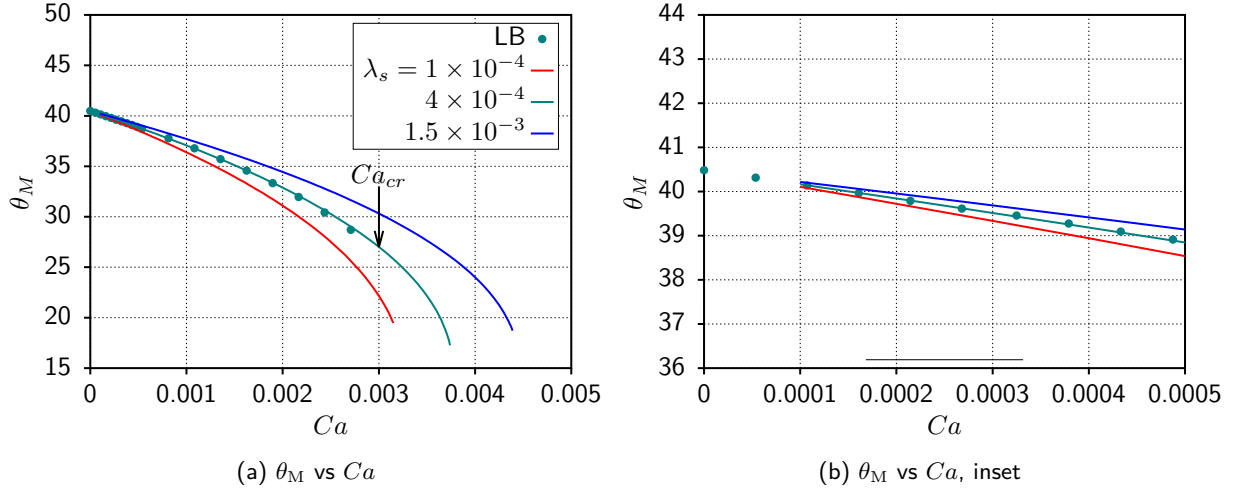 50
45
40
35
30
25
20
15
θ_M
0
0.001
0.002
0.003
0.004
0.005
Ca
LB
λ_s = 1 × 10^{−4}
4 × 10^{−4}
1.5 × 10^{−3}
Ca_{cr}
(a) θ_M vs Ca
44
43
42
41
40
39
38
37
36
θ_M
0
0.0001
0.0002
0.0003
0.0004
0.0005
Ca
(b) θ_M vs Ca, inset